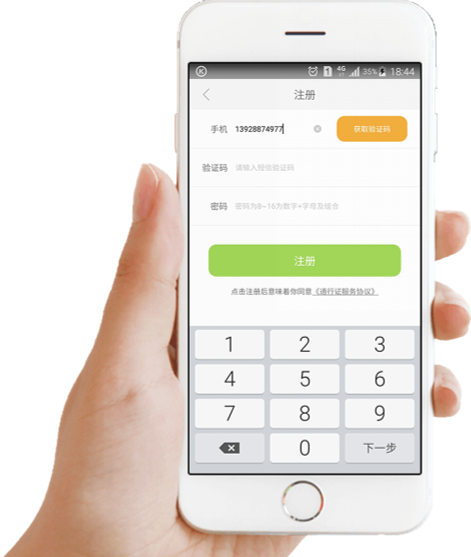 4G 35% 18:44
注册
手机 13928874977 获取验证码
验证码 请输入短信验证码
密码 密码为8-16为数字+字母及组合
注册
点击注册后意味着你同意《通行证服务协议》
1 2 3
4 5 6
7 8 9
0 下一步